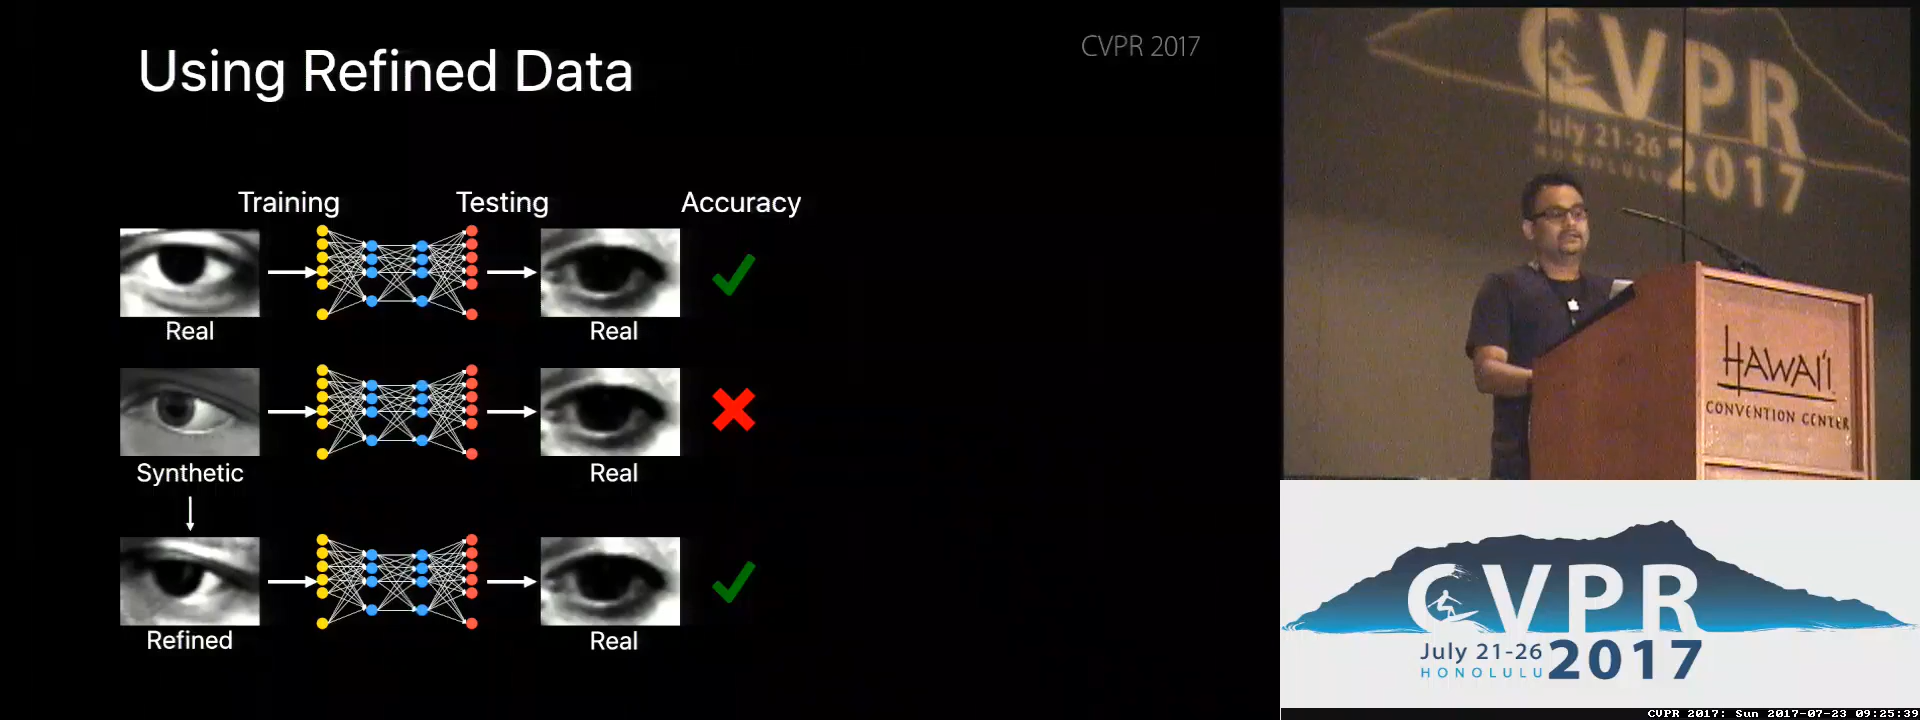 Using Refined Data
CVPR 2017
Training Testing Accuracy
Real Real
Synthetic Real
Refined Real
CVPR
July 21-26
HONOLULU
2017
HAWAI'I
CONVENTION CENTER
CVPR
July 21-26
HONOLULU
2017
CVPR 2017: Sun 2017-07-23 09:25:39